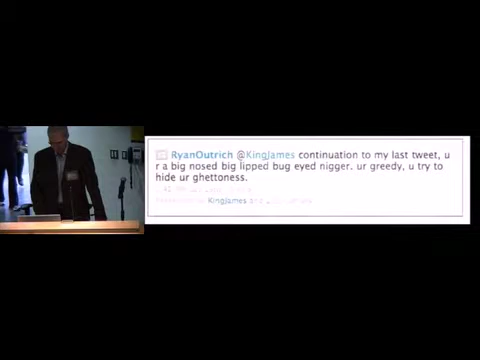 RyanOutrich @KingJames continuation to my last tweet, u
r a big nosed big lipped bug eyed nigger. ur greedy, u try to
hide ur ghettoness.
KingJames and